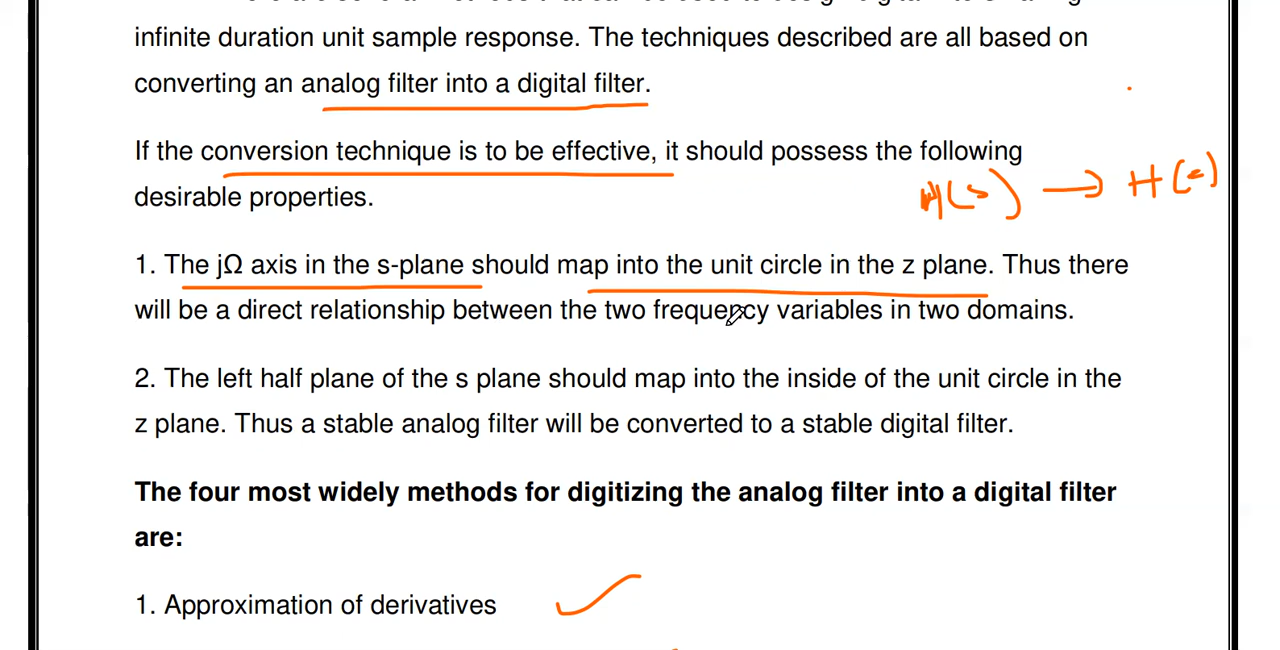 infinite duration unit sample response. The techniques described are all based on
converting an analog filter into a digital filter.
If the conversion technique is to be effective, it should possess the following
desirable properties.
H(s) → H(z)
1. The jΩ axis in the s-plane should map into the unit circle in the z plane. Thus there
will be a direct relationship between the two frequency variables in two domains.
2. The left half plane of the s plane should map into the inside of the unit circle in the
z plane. Thus a stable analog filter will be converted to a stable digital filter.
The four most widely methods for digitizing the analog filter into a digital filter
are:
1. Approximation of derivatives